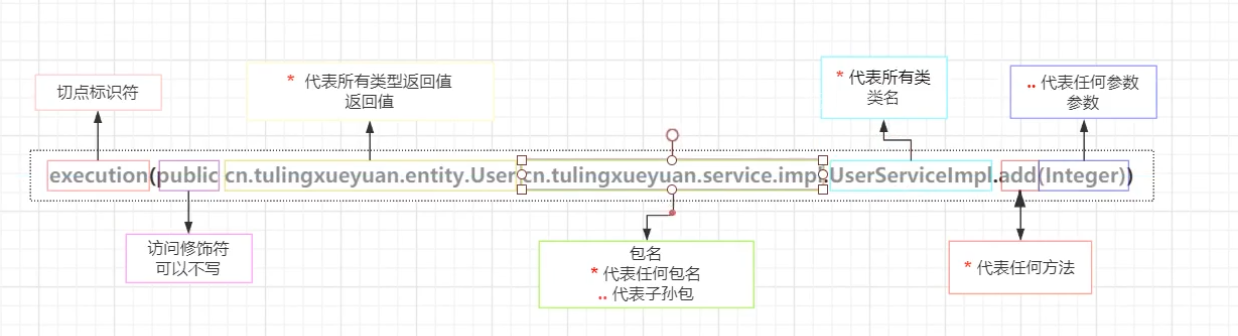 切点标识符
* 代表所有类型返回值
返回值
* 代表所有类
类名
.. 代表任何参数
参数
execution(public cn.tulingxueyuan.entity.User cn.tulingxueyuan.service.impl.UserServiceImpl.add(Integer))
访问修饰符
可以不写
包名
* 代表任何包名
.. 代表子孙包
* 代表任何方法